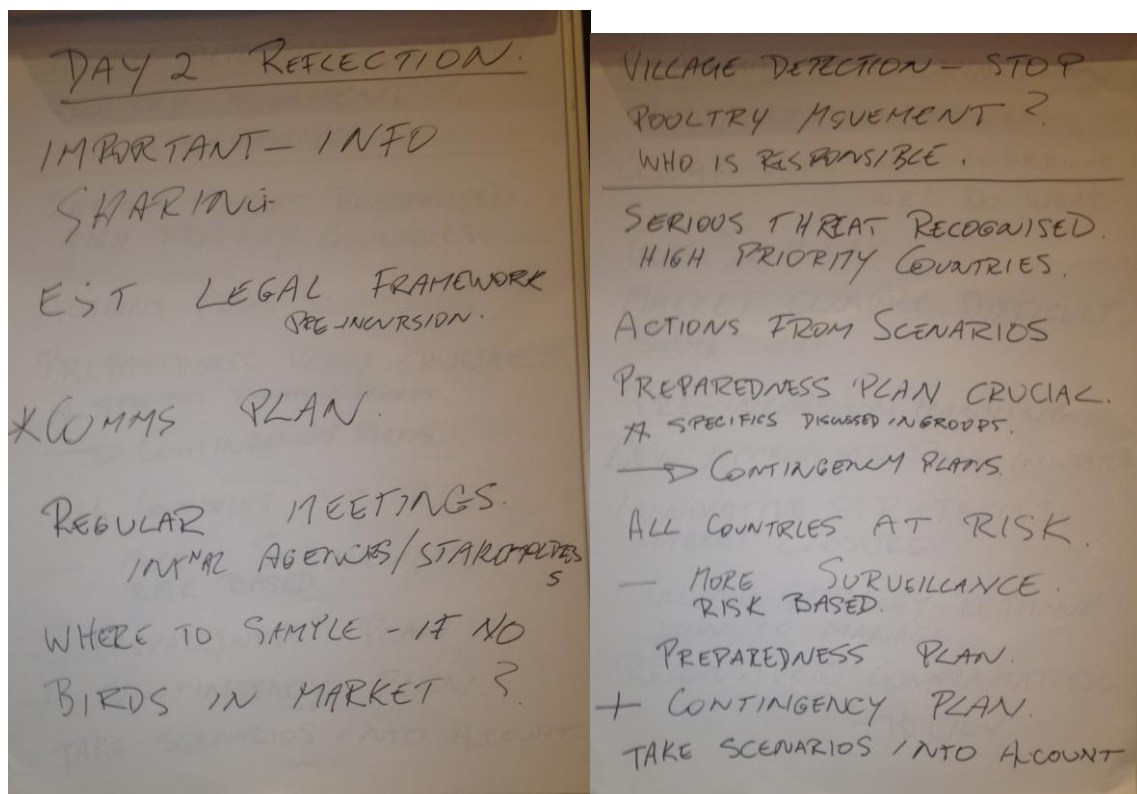 DAY 2 REFLECTION.
IMPORTANT - INFO
SHARING
EST LEGAL FRAMEWORK
PRE-INCURSION.
*COMMS PLAN.
REGULAR MEETINGS.
AGENCIES/STAKEHOLDERS
WHERE TO SAMPLE - IF NO
BIRDS IN MARKET ?
VILLAGE DETECTION - STOP
POULTRY MOVEMENT ?
WHO IS RESPONSIBLE.
SERIOUS THREAT RECOGNISED.
HIGH PRIORITY COUNTRIES.
ACTIONS FROM SCENARIOS
PREPAREDNESS PLAN CRUCIAL.
* SPECIFICS DISCUSSED IN GROUPS.
→ CONTINGENCY PLANS.
ALL COUNTRIES AT RISK.
— MORE SURVEILLANCE.
RISK BASED.
PREPAREDNESS PLAN.
+ CONTINGENCY PLAN.
TAKE SCENARIOS INTO ACCOUNT